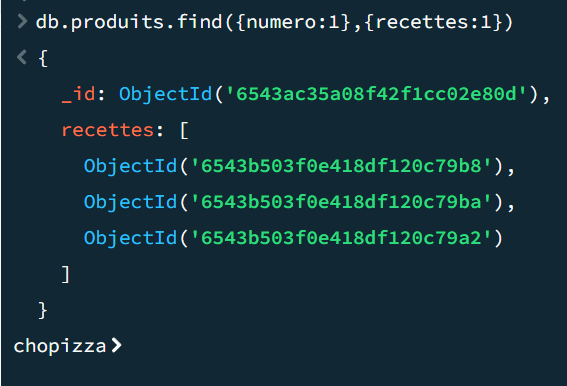 > db.produits.find({numero:1},{recettes:1})
< {
_id: ObjectId('6543ac35a08f42f1cc02e80d'),
recettes: [
ObjectId('6543b503f0e418df120c79b8'),
ObjectId('6543b503f0e418df120c79ba'),
ObjectId('6543b503f0e418df120c79a2')
]
}
chopizza>